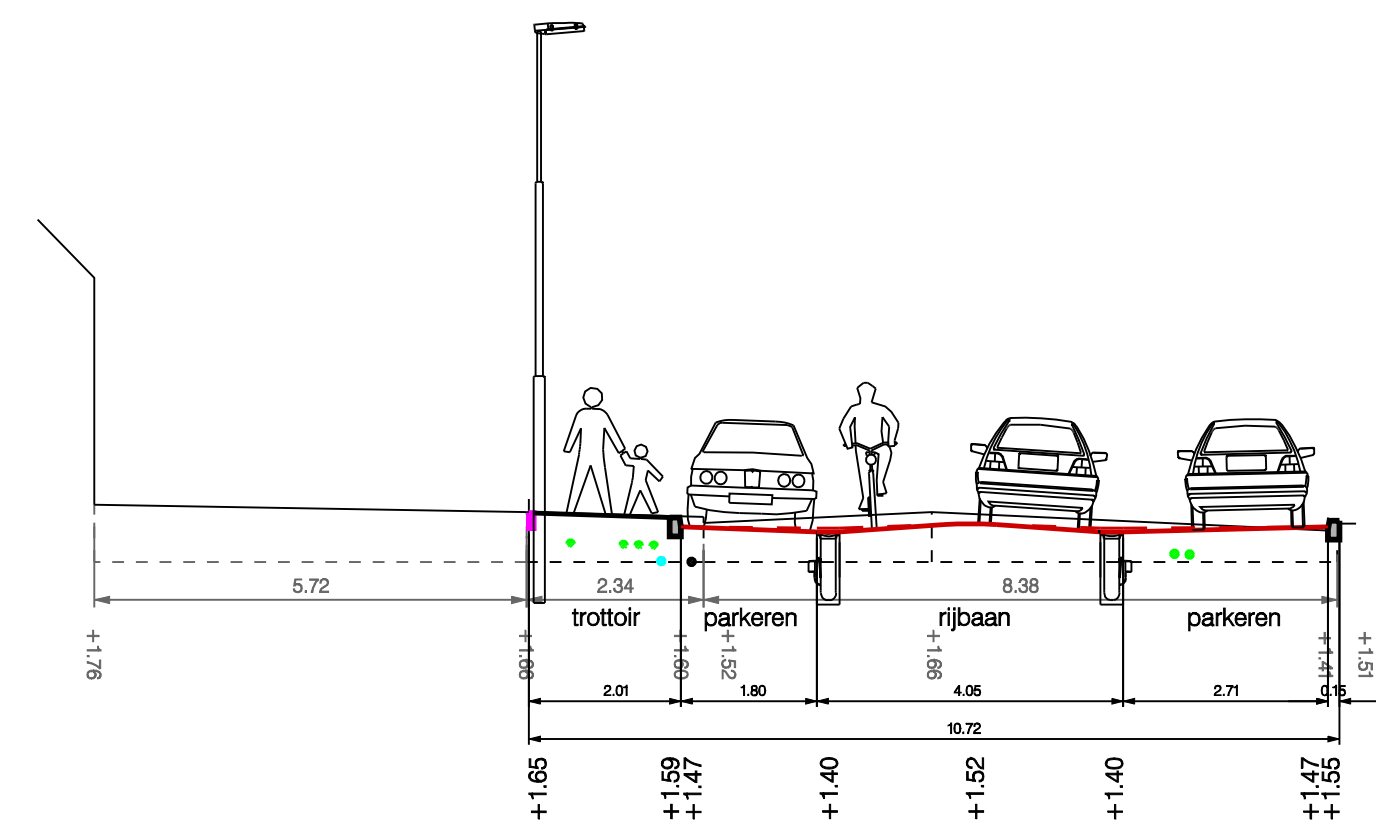 5.72 2.34 8.38
trottoir parkeren rijbaan parkeren
+1.76 +1.66 +1.60 +1.52 +1.66 +1.41 +1.51
2.01 1.80 4.05 2.71 0.15
10.72
+1.65 +1.59 +1.47 +1.40 +1.52 +1.40 +1.47 +1.55